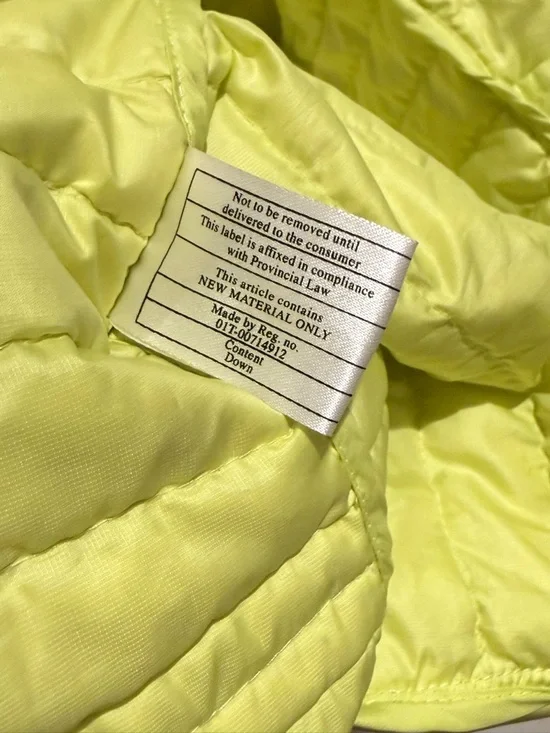 Not to be removed until
delivered to the consumer
This label is affixed in compliance
with Provincial Law
This article contains
NEW MATERIAL ONLY
Made by Reg. no.
01T-00714912
Content
Down